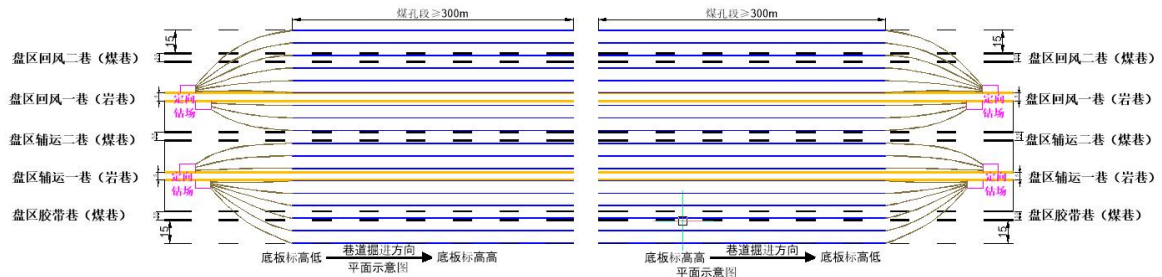 煤孔段≥300m
煤孔段≥300m
15
15
盘区回风二巷（煤巷）
盘区回风二巷（煤巷）
盘区回风一巷（岩巷）
定向
钻场
定向
钻场
盘区回风一巷（岩巷）
盘区辅运二巷（煤巷）
盘区辅运二巷（煤巷）
盘区辅运一巷（岩巷）
定向
钻场
定向
钻场
盘区辅运一巷（岩巷）
盘区胶带巷（煤巷）
盘区胶带巷（煤巷）
15
15
底板标高低 巷道掘进方向 底板标高高
平面示意图
底板标高高 巷道掘进方向 底板标高低
平面示意图